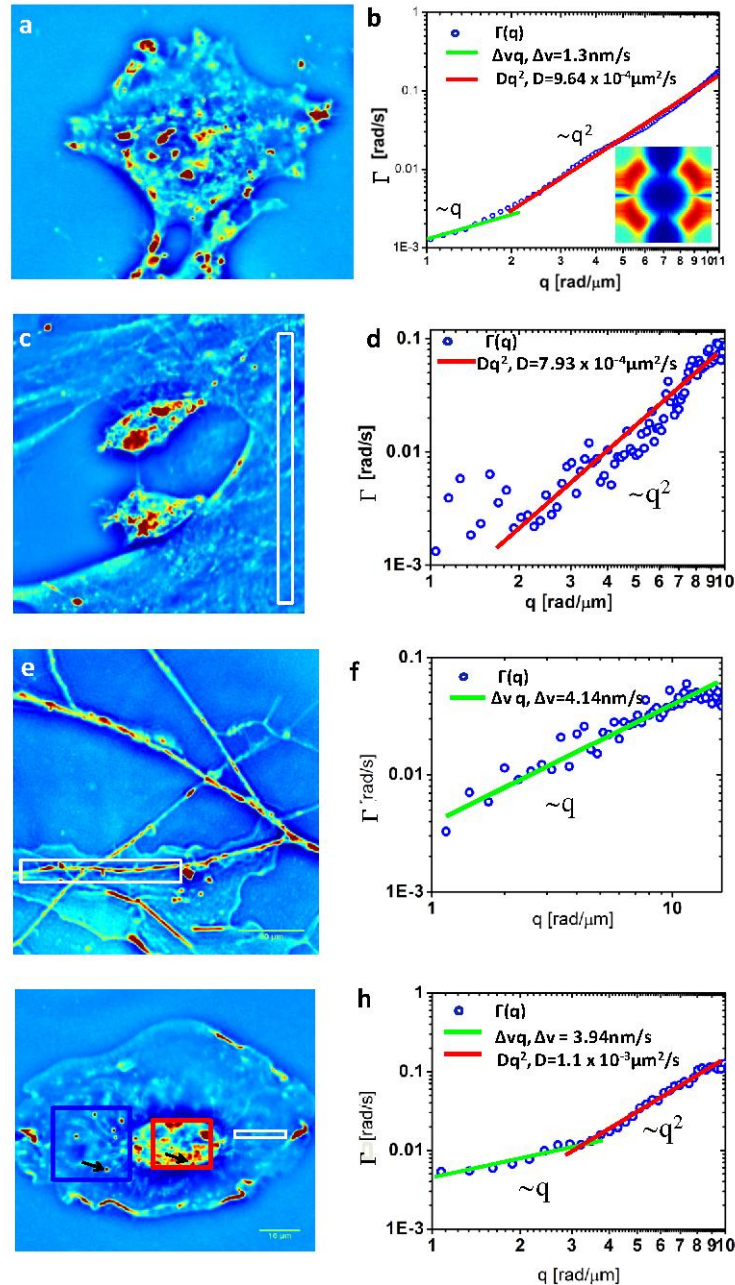 a
b
Γ(q)
Δvq, Δv=1.3nm/s
Dq², D=9.64 x 10⁻⁴μm²/s
Γ [rad/s]
0.1
0.01
1E-3
~q
~q²
1 2 3 4 5 6 7 8 9 10 11
q [rad/μm]
c
d
Γ(q)
Dq², D=7.93 x 10⁻⁴μm²/s
Γ [rad/s]
0.1
0.01
1E-3
~q²
1 2 3 4 5 6 7 8 9 10
q [rad/μm]
e
f
Γ(q)
Δv q, Δv=4.14nm/s
Γ rad/s]
0.1
0.01
1E-3
~q
1 10
q [rad/μm]
h
Γ(q)
Δvq, Δv = 3.94nm/s
Dq², D=1.1 x 10⁻³μm²/s
Γ [rad/s]
1
0.1
0.01
1E-3
~q
~q²
1 2 3 4 5 6 7 8 9 10
q [rad/μm]
10 μm